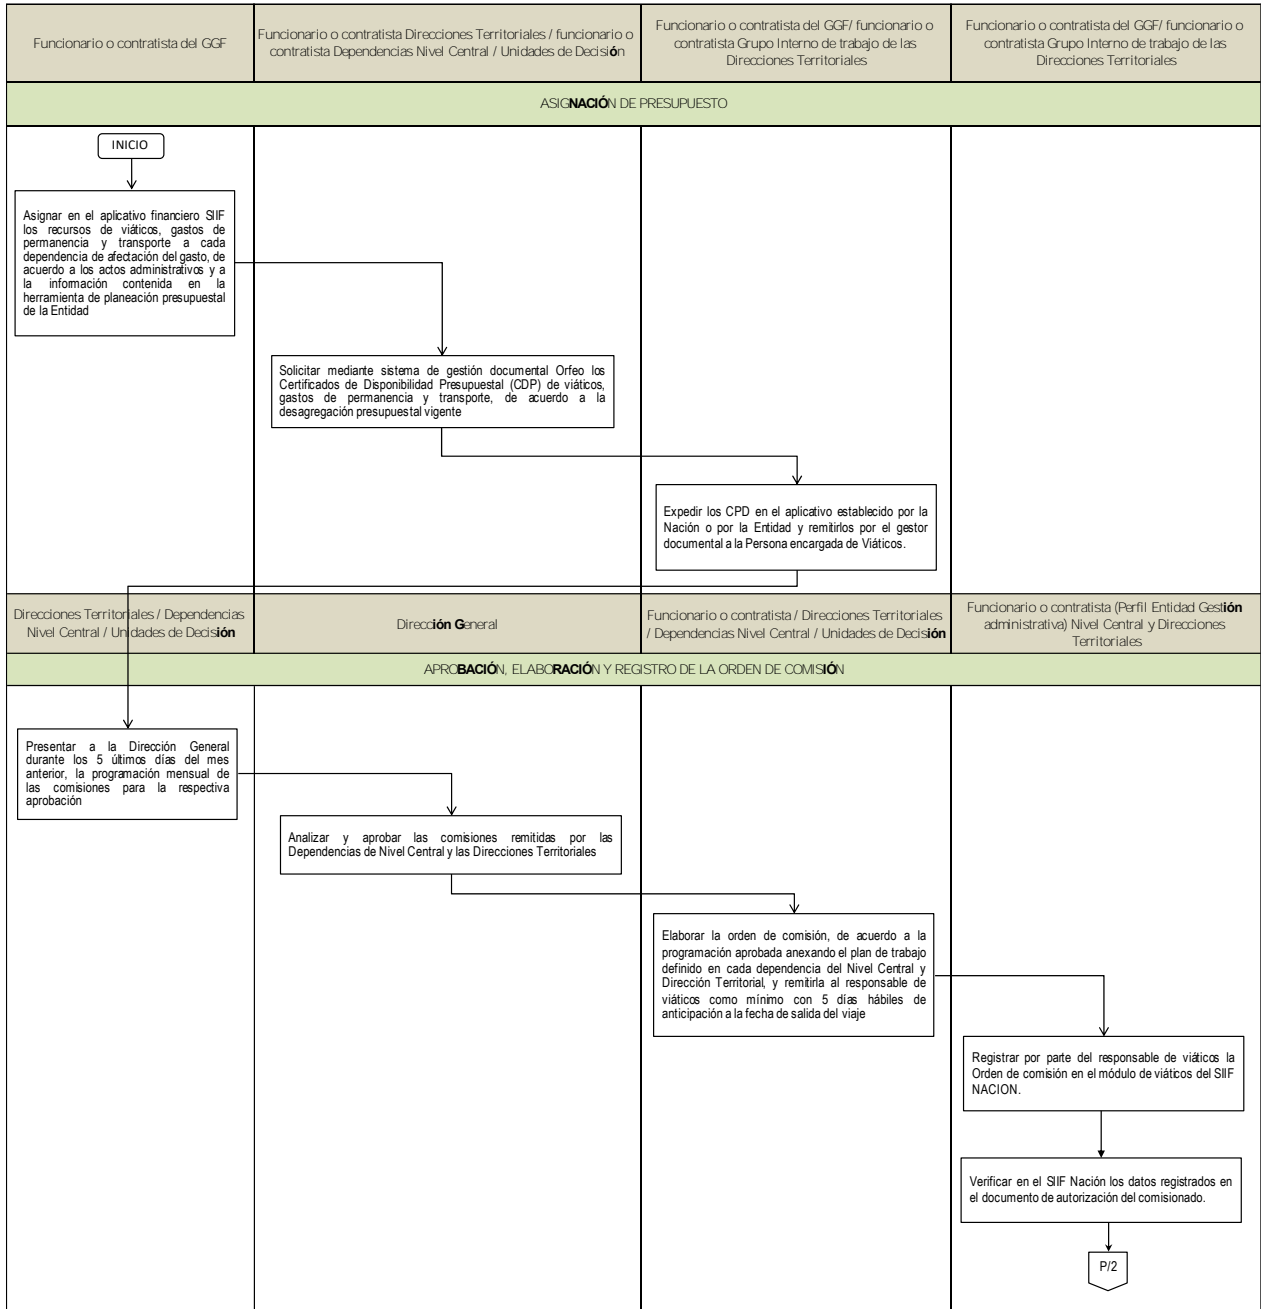 Funcionario o contratista del GGF
Funcionario o contratista Direcciones Territoriales / funcionario o
contratista Dependencias Nivel Central / Unidades de Decisión
Funcionario o contratista del GGF/ funcionario o
contratista Grupo Interno de trabajo de las
Direcciones Territoriales
Funcionario o contratista del GGF/ funcionario o
contratista Grupo Interno de trabajo de las
Direcciones Territoriales
ASIGNACIÓN DE PRESUPUESTO
INICIO
Asignar en el aplicativo financiero SIIF
los recursos de viáticos, gastos de
permanencia y transporte a cada
dependencia de afectación del gasto, de
acuerdo a los actos administrativos y a
la información contenida en la
herramienta de planeación presupuestal
de la Entidad
Solicitar mediante sistema de gestión documental Orfeo los
Certificados de Disponibilidad Presupuestal (CDP) de viáticos,
gastos de permanencia y transporte, de acuerdo a la
desagregación presupuestal vigente
Expedir los CPD en el aplicativo establecido por la
Nación o por la Entidad y remitirlos por el gestor
documental a la Persona encargada de Viáticos.
Direcciones Territoriales / Dependencias
Nivel Central / Unidades de Decisión
Dirección General
Funcionario o contratista / Direcciones Territoriales
/ Dependencias Nivel Central / Unidades de Decisión
Funcionario o contratista (Perfil Entidad Gestión
administrativa) Nivel Central y Direcciones
Territoriales
APROBACIÓN, ELABORACIÓN Y REGISTRO DE LA ORDEN DE COMISIÓN
Presentar a la Dirección General
durante los 5 últimos días del mes
anterior, la programación mensual de
las comisiones para la respectiva
aprobación
Analizar y aprobar las comisiones remitidas por las
Dependencias de Nivel Central y las Direcciones Territoriales
Elaborar la orden de comisión, de acuerdo a la
programación aprobada anexando el plan de trabajo
definido en cada dependencia del Nivel Central y
Dirección Territorial, y remitirla al responsable de
viáticos como mínimo con 5 días hábiles de
anticipación a la fecha de salida del viaje
Registrar por parte del responsable de viáticos la
Orden de comisión en el módulo de viáticos del SIIF
NACION.
Verificar en el SIIF Nación los datos registrados en
el documento de autorización del comisionado.
P/2